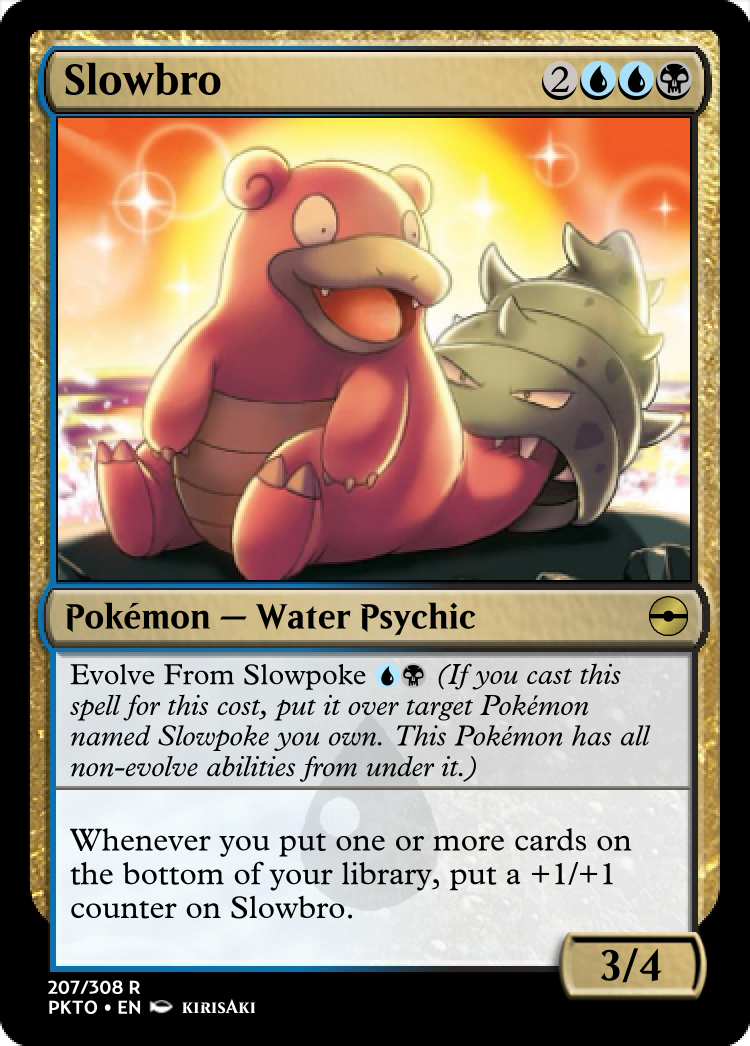 Slowbro 2
Pokémon — Water Psychic
Evolve From Slowpoke (If you cast this
spell for this cost, put it over target Pokémon
named Slowpoke you own. This Pokémon has all
non-evolve abilities from under it.)
Whenever you put one or more cards on
the bottom of your library, put a +1/+1
counter on Slowbro.
3/4
207/308 R
PKTO • EN KIRISAKI